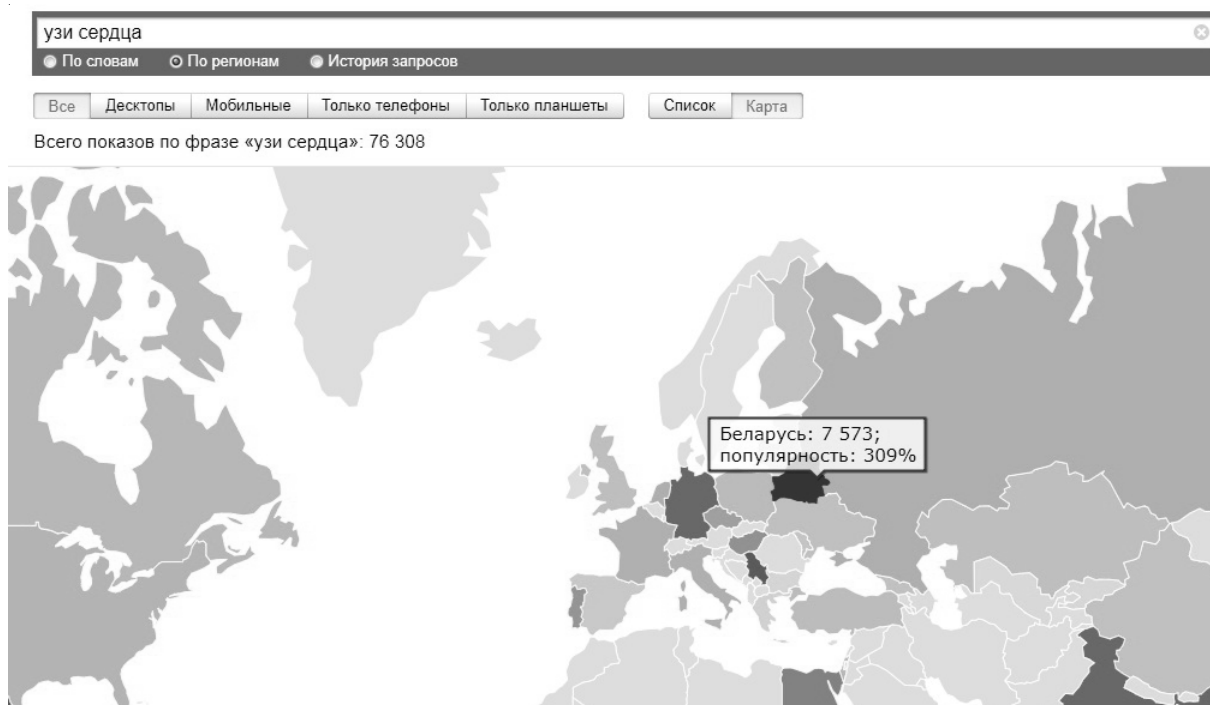 узи сердца
По словам По регионам История запросов
Все Десктопы Мобильные Только телефоны Только планшеты Список Карта
Всего показов по фразе «узи сердца»: 76 308
Беларусь: 7 573;
популярность: 309%